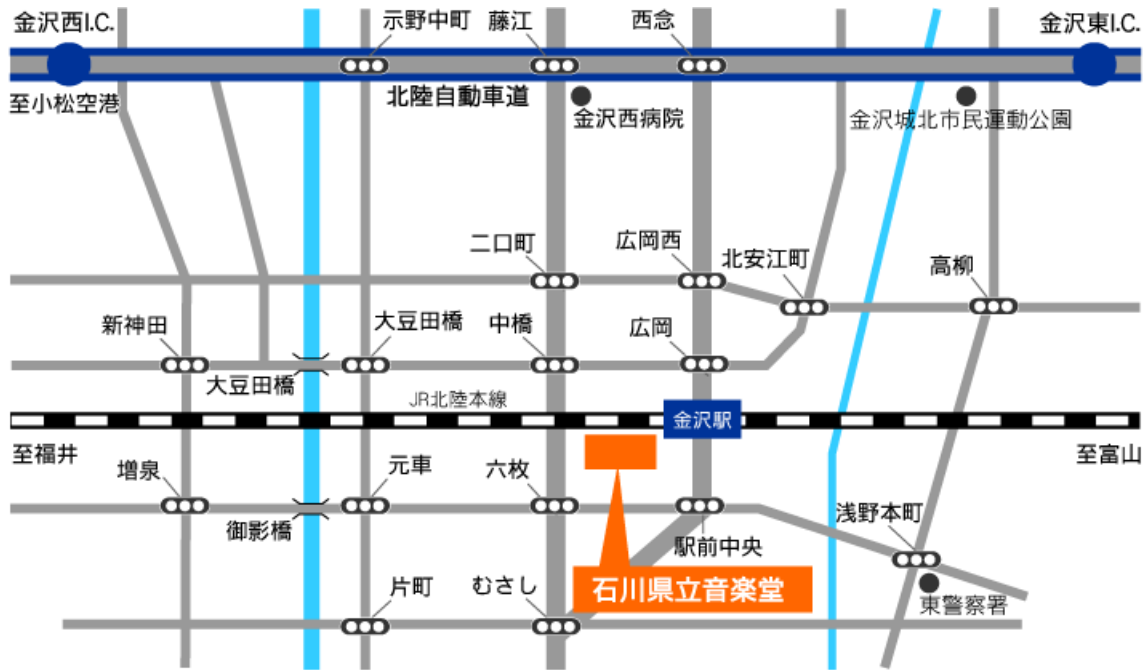 金沢西I.C.
示野中町
藤江
西念
金沢東I.C.
至小松空港
北陸自動車道
金沢西病院
金沢城北市民運動公園
二口町
広岡西
北安江町
高柳
新神田
大豆田橋
中橋
広岡
大豆田橋
JR北陸本線
金沢駅
至福井
至富山
増泉
元車
六枚
浅野本町
御影橋
駅前中央
片町
むさし
石川県立音楽堂
東警察署